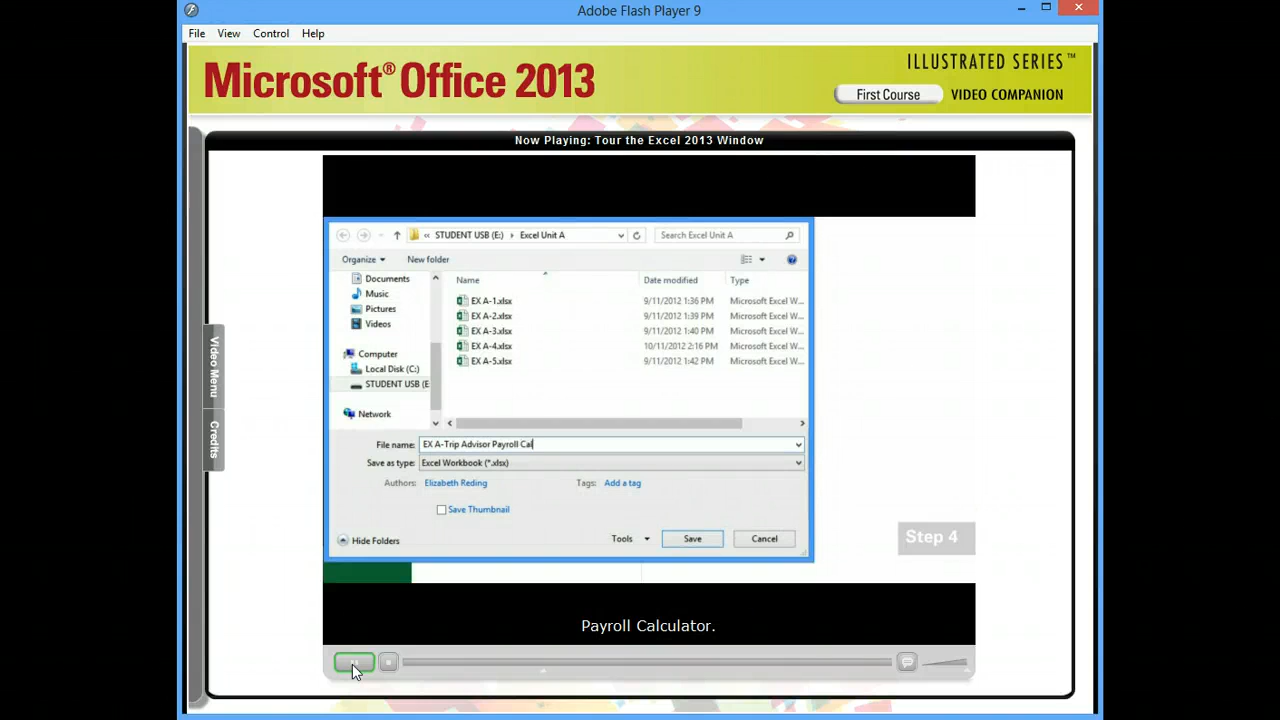 Adobe Flash Player 9
File View Control Help
Microsoft® Office 2013
ILLUSTRATED SERIES™
First Course VIDEO COMPANION
Now Playing: Tour the Excel 2013 Window
« STUDENT USB (E:) Excel Unit A
Search Excel Unit A
Organize New folder
Documents
Music
Pictures
Videos
Computer
Local Disk (C:)
STUDENT USB (E
Network
Name Date modified Type
EX A-1.xlsx 9/11/2012 1:36 PM Microsoft Excel W...
EX A-2.xlsx 9/11/2012 1:39 PM Microsoft Excel W...
EX A-3.xlsx 9/11/2012 1:40 PM Microsoft Excel W...
EX A-4.xlsx 10/11/2012 2:16 PM Microsoft Excel W...
EX A-5.xlsx 9/11/2012 1:42 PM Microsoft Excel W...
File name: EX A-Trip Advisor Payroll Cal
Save as type: Excel Workbook (*.xlsx)
Authors: Elizabeth Reding Tags: Add a tag
Save Thumbnail
Hide Folders Tools Save Cancel
Step 4
Video Menu
Credits
Payroll Calculator.